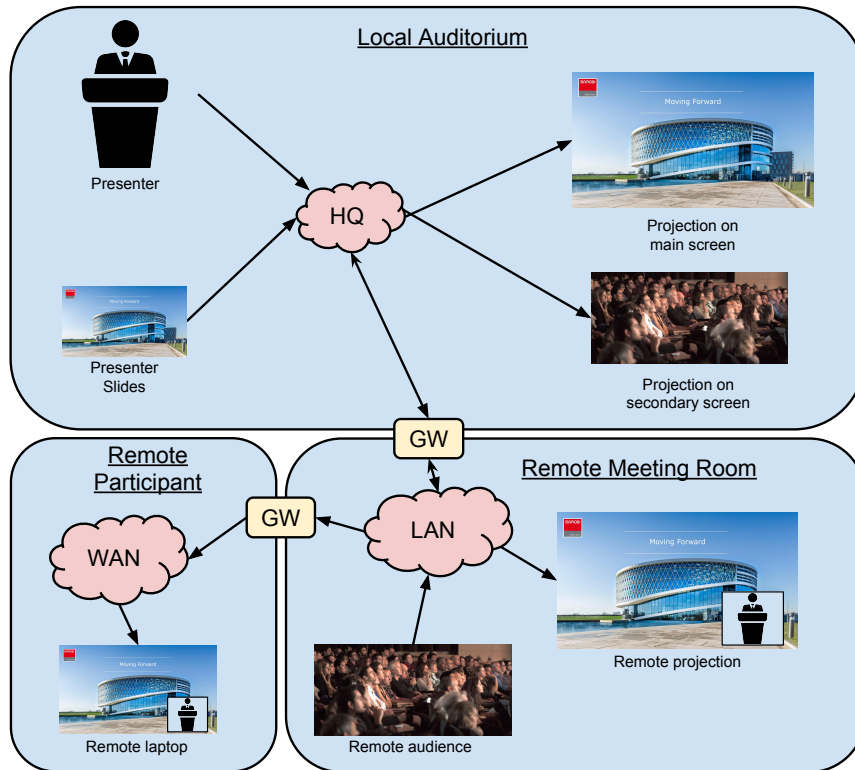 Local Auditorium
Presenter
Moving Forward
HQ
Projection on
main screen
Moving Forward
Presenter
Slides
Projection on
secondary screen
GW
Remote
Participant
Remote Meeting Room
GW
LAN
WAN
Moving Forward
Moving Forward
Remote projection
Remote laptop
Remote audience